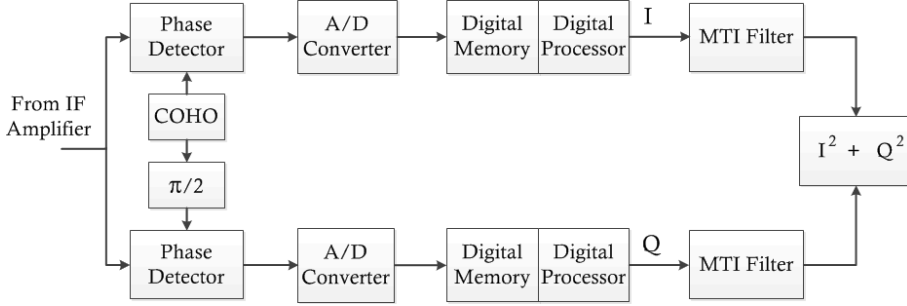 Phase
Detector
A/D
Converter
Digital
Memory
Digital
Processor
I
MTI Filter
From IF
Amplifier
COHO
π/2
I² + Q²
Phase
Detector
A/D
Converter
Digital
Memory
Digital
Processor
Q
MTI Filter